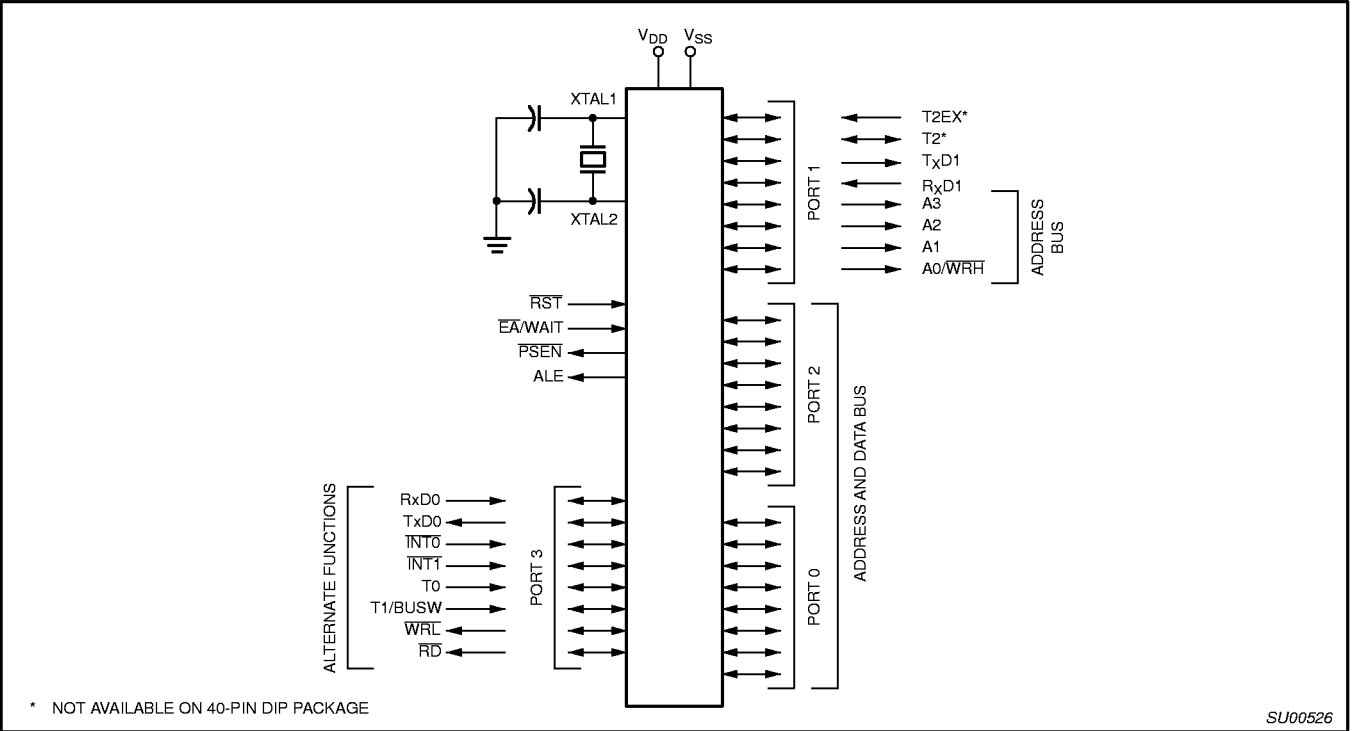 VDD VSS
XTAL1
XTAL2
RST
EA/WAIT
PSEN
ALE
ALTERNATE FUNCTIONS
RxD0
TxD0
INT0
INT1
T0
T1/BUSW
WRL
RD
PORT 3
PORT 1
T2EX*
T2*
TXD1
RXD1
A3
A2
A1
A0/WRH
ADDRESS
BUS
PORT 2
PORT 0
ADDRESS AND DATA BUS
* NOT AVAILABLE ON 40-PIN DIP PACKAGE
SU00526